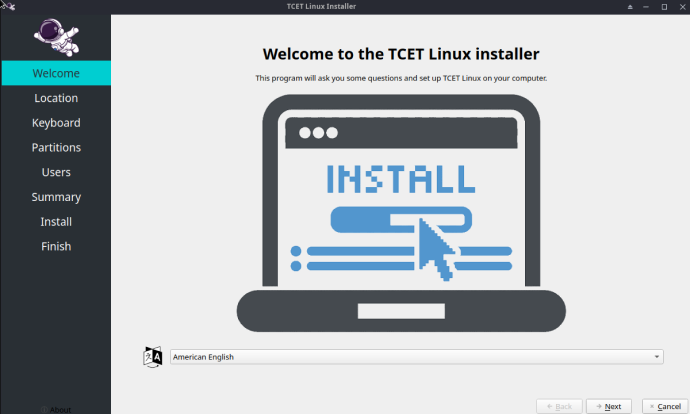 TCET Linux Installer
Welcome
Location
Keyboard
Partitions
Users
Summary
Install
Finish
About
Welcome to the TCET Linux installer
This program will ask you some questions and set up TCET Linux on your computer.
INSTALL
文 A
American English
Back
Next
Cancel